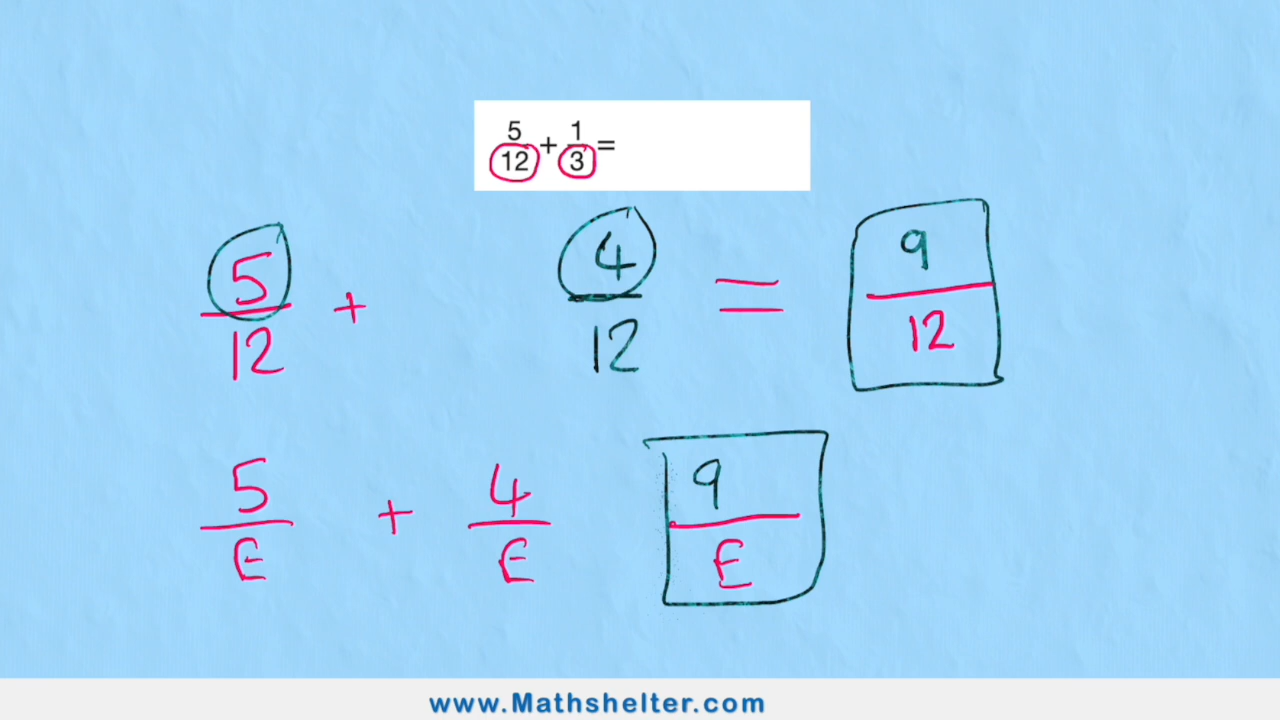 5/12 + 1/3 =
5/12 + 4/12 = 9/12
5/E + 4/E 9/E
www.Mathshelter.com